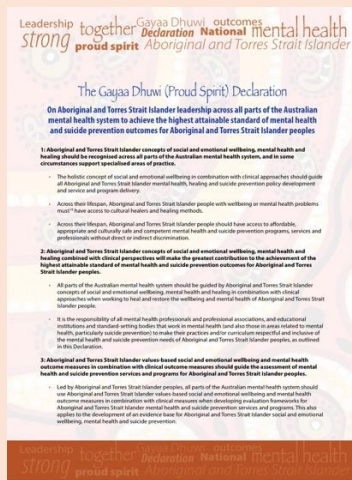 Leadership together Gayaa Dhuwi outcomes
strong Declaration National mental health
proud spirit Aboriginal and Torres Strait Islander
The Gayaa Dhuwi (Proud Spirit) Declaration
On Aboriginal and Torres Strait Islander leadership across all parts of the Australian
mental health system to achieve the highest attainable standard of mental health
and suicide prevention outcomes for Aboriginal and Torres Strait Islander peoples
1: Aboriginal and Torres Strait Islander concepts of social and emotional wellbeing, mental health and
healing should be recognised across all parts of the Australian mental health system, and in some
circumstances support specialised areas of practice.
• The holistic concept of social and emotional wellbeing in combination with clinical approaches should guide
all Aboriginal and Torres Strait Islander mental health, healing and suicide prevention policy development
and service and program delivery.
• Across their lifespan, Aboriginal and Torres Strait Islander people with wellbeing or mental health problems
must have access to cultural healers and healing methods.
• Across their lifespan, Aboriginal and Torres Strait Islander people should have access to affordable,
appropriate and culturally safe and competent mental health and suicide prevention programs, services and
professionals without direct or indirect discrimination.
2: Aboriginal and Torres Strait Islander concepts of social and emotional wellbeing, mental health and
healing combined with clinical perspectives will make the greatest contribution to the achievement of the
highest attainable standard of mental health and suicide prevention outcomes for Aboriginal and Torres
Strait Islander peoples.
• All parts of the Australian mental health system should be guided by Aboriginal and Torres Strait Islander
concepts of social and emotional wellbeing, mental health and healing in combination with clinical
approaches when working to heal and restore the wellbeing and mental health of Aboriginal and Torres Strait Islander
people.
• It is the responsibility of all mental health professionals and professional associations, and educational
institutions and standard-setting bodies that work in mental health (and also those in areas related to mental
health, particularly suicide prevention) to make their practices and/or curriculum respectful and inclusive of
the mental health and suicide prevention needs of Aboriginal and Torres Strait Islander peoples, as outlined
in this Declaration.
3: Aboriginal and Torres Strait Islander values-based social and emotional wellbeing and mental health
outcome measures in combination with clinical outcome measures should guide the assessment of mental
health and suicide prevention services and programs for Aboriginal and Torres Strait Islander peoples.
• Led by Aboriginal and Torres Strait Islander peoples, all parts of the Australian mental health system should
use Aboriginal and Torres Strait Islander values-based social and emotional wellbeing and mental health
outcome measures in combination with clinical measures when developing evaluation frameworks for
Aboriginal and Torres Strait Islander mental health and suicide prevention services and programs. This also
applies to the development of an evidence base for Aboriginal and Torres Strait Islander social and emotional
wellbeing, mental health and suicide prevention.
Leadership together Gayaa Dhuwi outcomes
strong Declaration National mental health
proud spirit Aboriginal and Torres Strait Islander